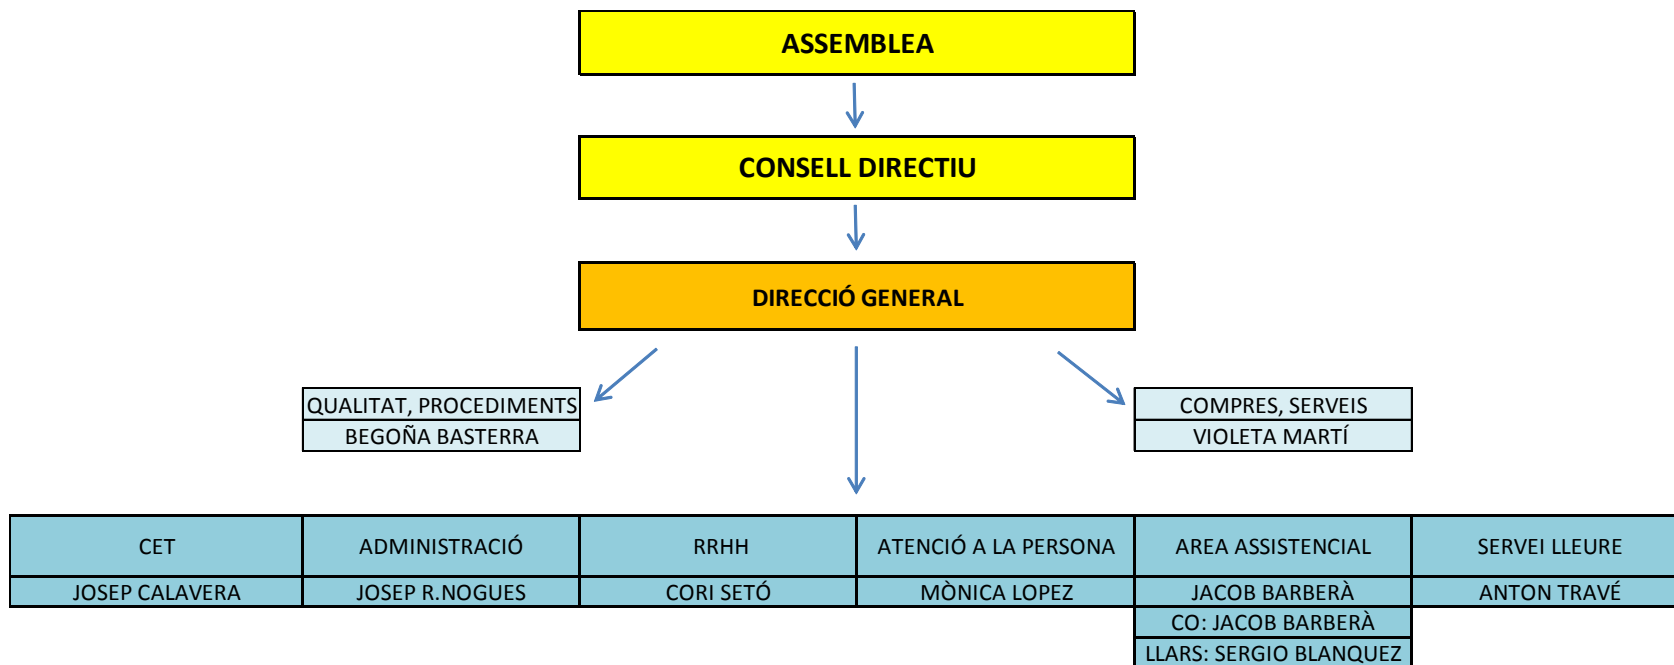 ASSEMBLEA
CONSELL DIRECTIU
DIRECCIÓ GENERAL
QUALITAT, PROCEDIMENTS
BEGOÑA BASTERRA
COMPRES, SERVEIS
VIOLETA MARTÍ
CET
ADMINISTRACIÓ
RRHH
ATENCIÓ A LA PERSONA
AREA ASSISTENCIAL
SERVEI LLEURE
JOSEP CALAVERA
JOSEP R.NOGUES
CORI SETÓ
MÒNICA LOPEZ
JACOB BARBERÀ
ANTON TRAVÉ
CO: JACOB BARBERÀ
LLARS: SERGIO BLANQUEZ